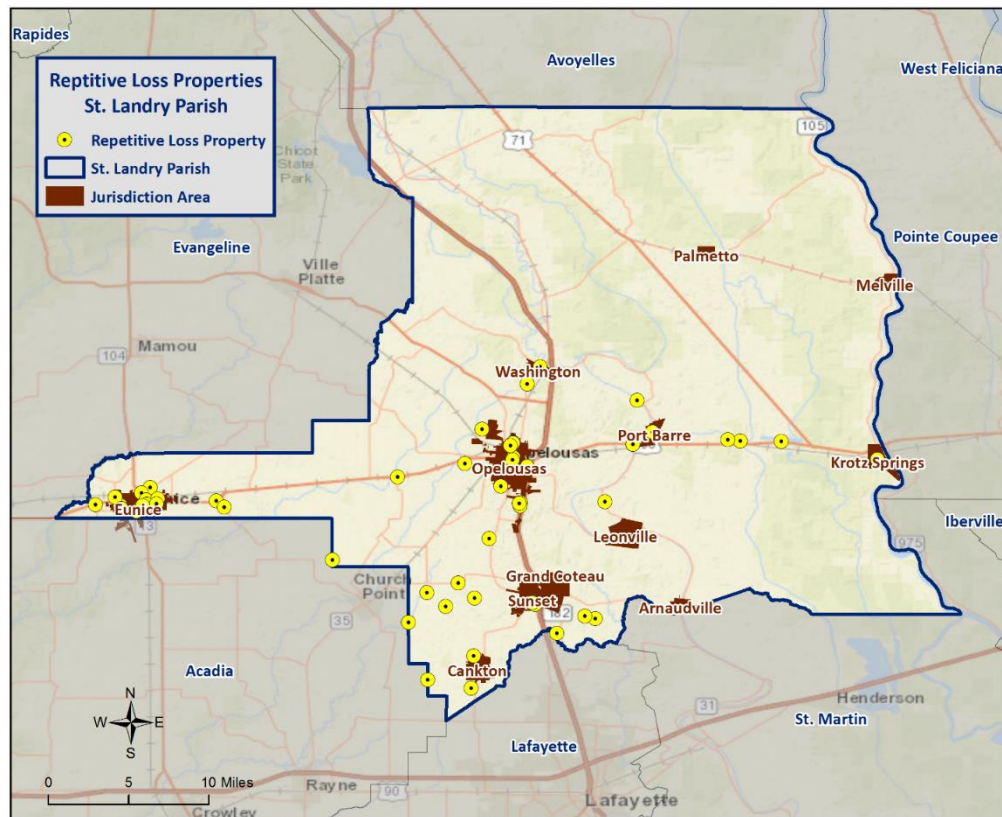 Rapides
Avoyelles
West Feliciana
Reptitive Loss Properties
St. Landry Parish
Repetitive Loss Property
St. Landry Parish
Jurisdiction Area
71
105
Chicot
State
Park
Evangeline
Pointe Coupee
Ville
Platte
Palmetto
Melville
104
Mamou
Washington
Port Barre
Opelousas
Krotz Springs
Eunice
13
Leonville
Iberville
975
Church
Point
Grand Coteau
Sunset
182
Arnaudville
35
Acadia
Cankton
N
W
E
S
31
Henderson
St. Martin
Lafayette
0
5
10 Miles
Rayne
90
Lafayette
Crowley